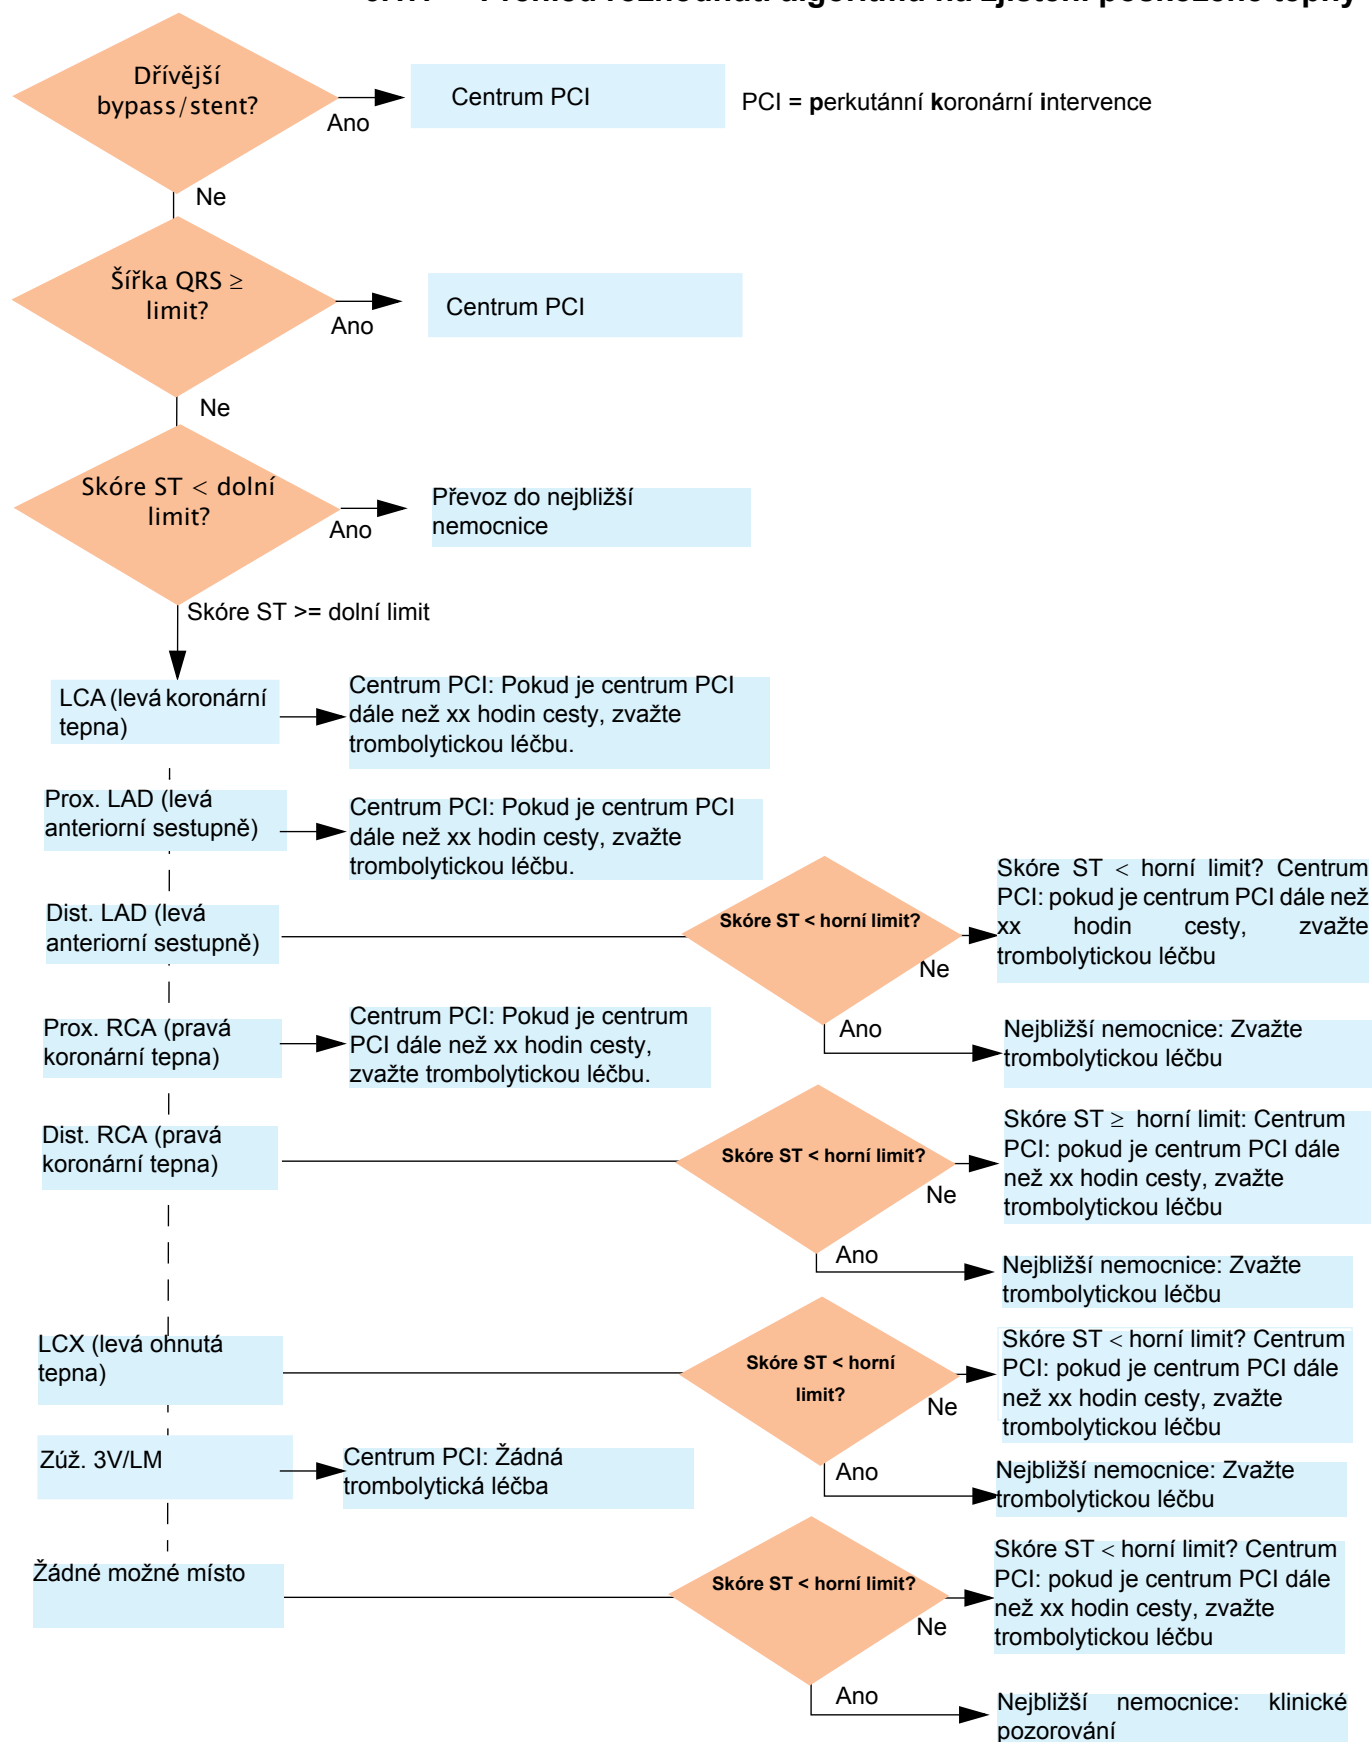 Dřívější
bypass/stent?
Ano
Centrum PCI
PCI = perkutánní koronární intervence
Ne
Šířka QRS ≥
limit?
Ano
Centrum PCI
Ne
Skóre ST < dolní
limit?
Ano
Převoz do nejbližší
nemocnice
Skóre ST >= dolní limit
LCA (levá koronární
tepna)
Centrum PCI: Pokud je centrum PCI
dále než xx hodin cesty, zvažte
trombolytickou léčbu.
Prox. LAD (levá
anteriorní sestupně)
Centrum PCI: Pokud je centrum PCI
dále než xx hodin cesty, zvažte
trombolytickou léčbu.
Dist. LAD (levá
anteriorní sestupně)
Skóre ST < horní limit?
Ne
Skóre ST < horní limit? Centrum
PCI: pokud je centrum PCI dále než
xx hodin cesty, zvažte
trombolytickou léčbu
Ano
Nejbližší nemocnice: Zvažte
trombolytickou léčbu
Prox. RCA (pravá
koronární tepna)
Centrum PCI: Pokud je centrum
PCI dále než xx hodin cesty,
zvažte trombolytickou léčbu.
Dist. RCA (pravá
koronární tepna)
Skóre ST < horní limit?
Ne
Skóre ST ≥ horní limit: Centrum
PCI: pokud je centrum PCI dále
než xx hodin cesty, zvažte
trombolytickou léčbu
Ano
Nejbližší nemocnice: Zvažte
trombolytickou léčbu
LCX (levá ohnutá
tepna)
Skóre ST < horní
limit?
Ne
Skóre ST < horní limit? Centrum
PCI: pokud je centrum PCI dále
než xx hodin cesty, zvažte
trombolytickou léčbu
Ano
Nejbližší nemocnice: Zvažte
trombolytickou léčbu
Zúž. 3V/LM
Centrum PCI: Žádná
trombolytická léčba
Žádné možné místo
Skóre ST < horní limit?
Ne
Skóre ST < horní limit? Centrum
PCI: pokud je centrum PCI dále
než xx hodin cesty, zvažte
trombolytickou léčbu
Ano
Nejbližší nemocnice: klinické
pozorování